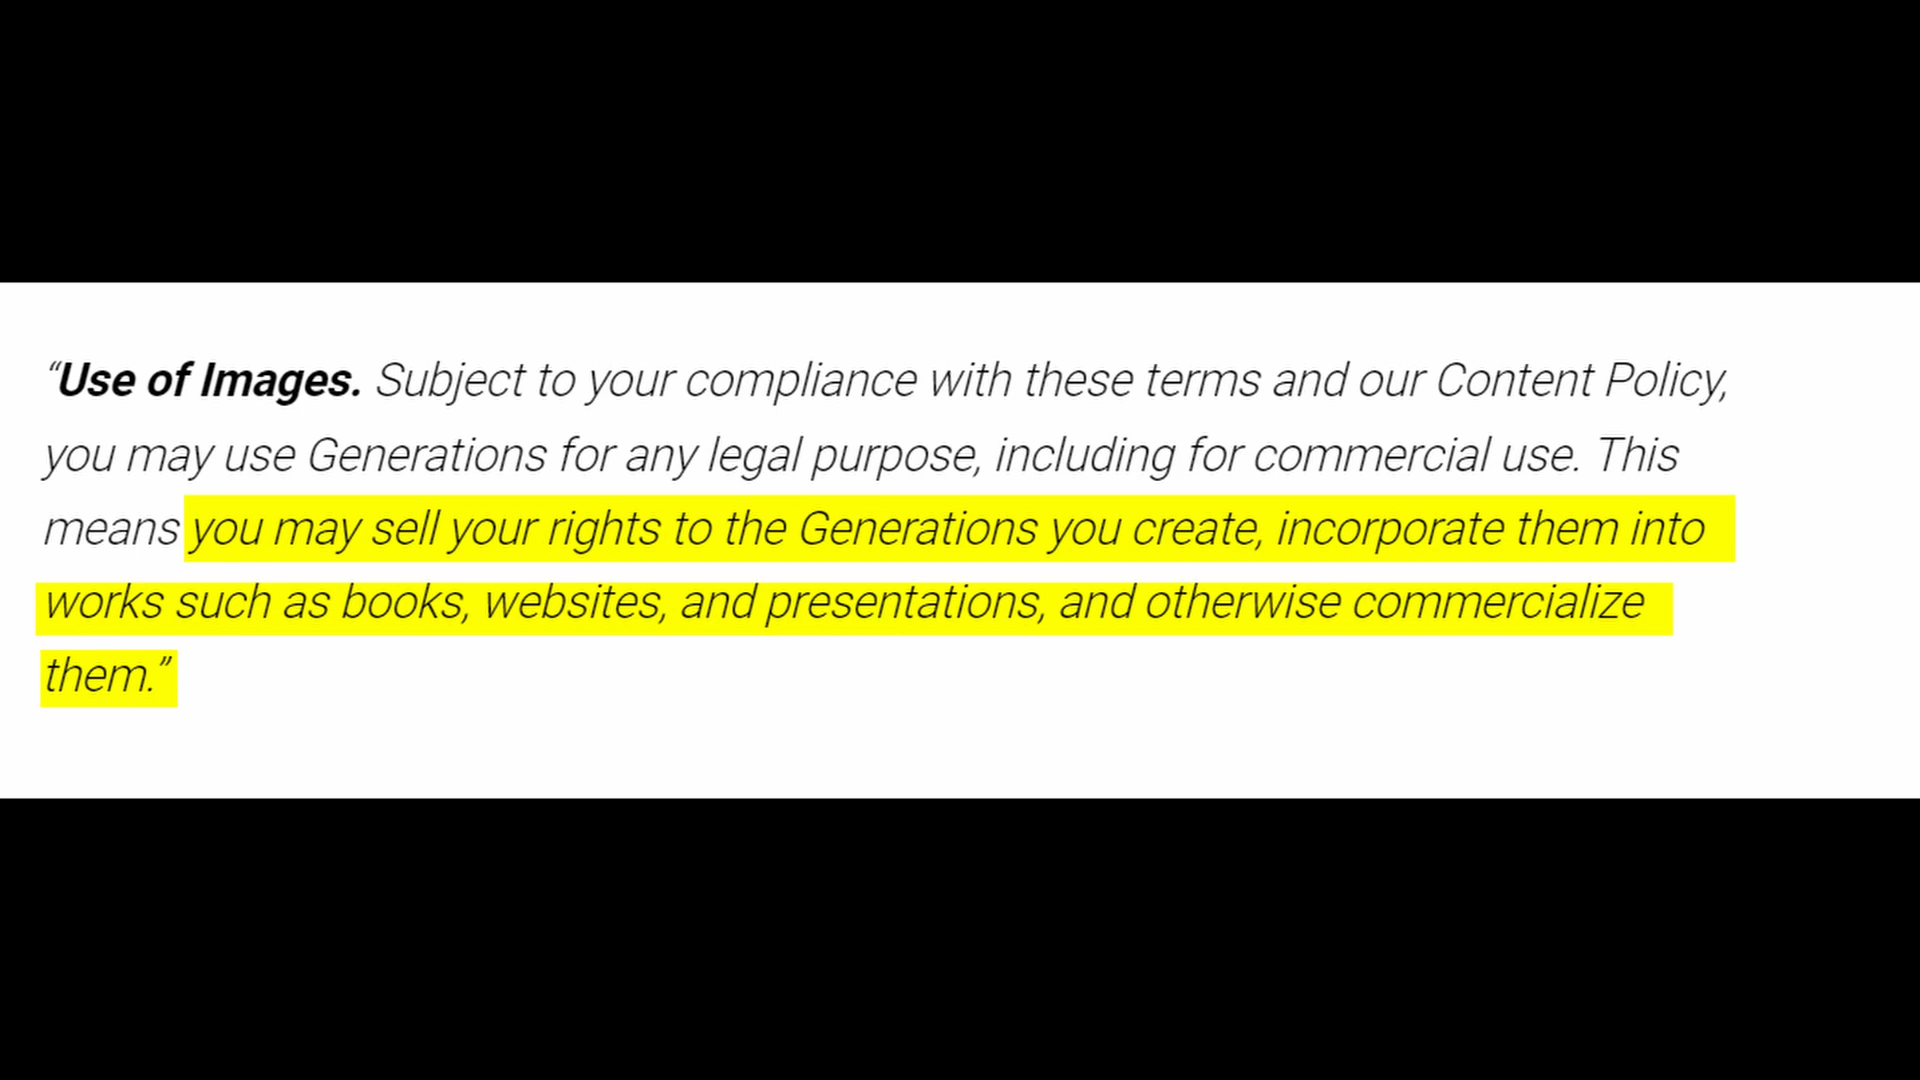 “Use of Images. Subject to your compliance with these terms and our Content Policy,
you may use Generations for any legal purpose, including for commercial use. This
means you may sell your rights to the Generations you create, incorporate them into
works such as books, websites, and presentations, and otherwise commercialize
them.”